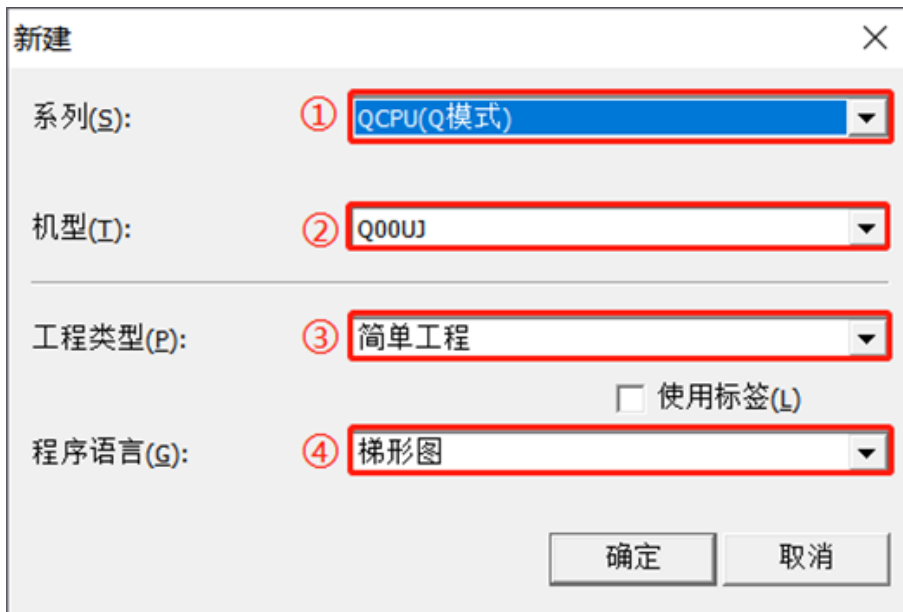 新建
系列(S): ① QCPU(Q模式)
机型(T): ② Q00UJ
工程类型(P): ③ 简单工程
使用标签(L)
程序语言(G): ④ 梯形图
确定 取消